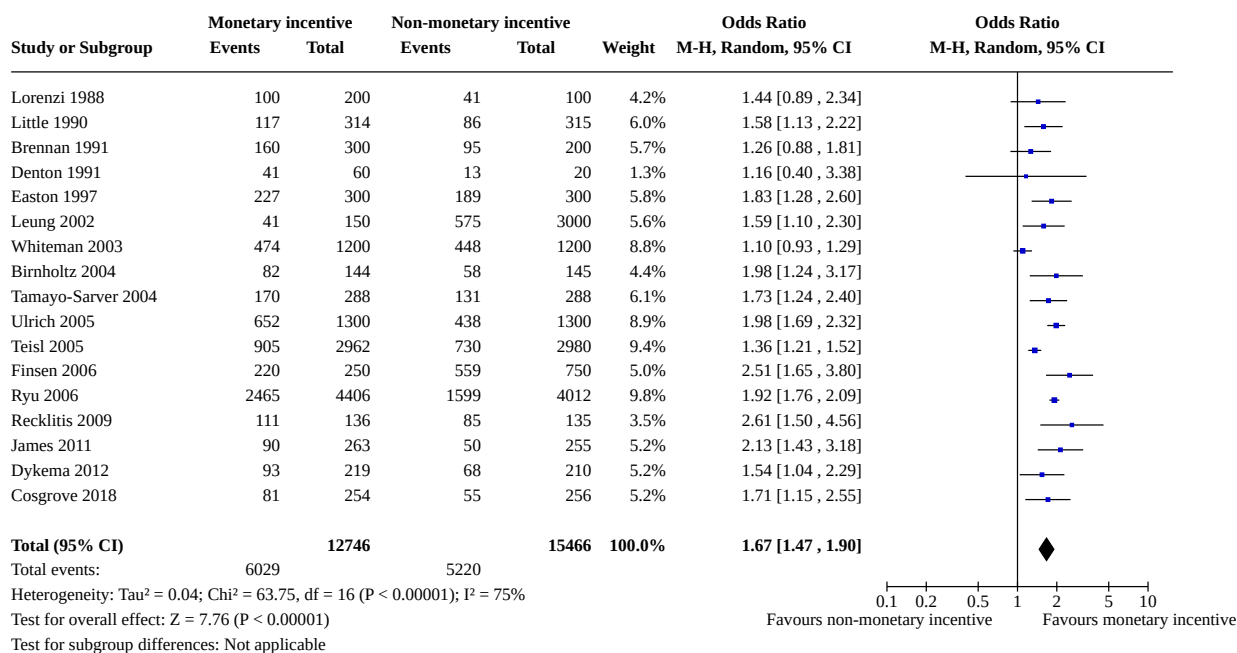 Monetary incentive Non-monetary incentive Odds Ratio Odds Ratio
Study or Subgroup Events Total Events Total Weight M-H, Random, 95% CI M-H, Random, 95% CI
Lorenzi 1988 100 200 41 100 4.2% 1.44 [0.89 , 2.34]
Little 1990 117 314 86 315 6.0% 1.58 [1.13 , 2.22]
Brennan 1991 160 300 95 200 5.7% 1.26 [0.88 , 1.81]
Denton 1991 41 60 13 20 1.3% 1.16 [0.40 , 3.38]
Easton 1997 227 300 189 300 5.8% 1.83 [1.28 , 2.60]
Leung 2002 41 150 575 3000 5.6% 1.59 [1.10 , 2.30]
Whiteman 2003 474 1200 448 1200 8.8% 1.10 [0.93 , 1.29]
Birnholtz 2004 82 144 58 145 4.4% 1.98 [1.24 , 3.17]
Tamayo-Sarver 2004 170 288 131 288 6.1% 1.73 [1.24 , 2.40]
Ulrich 2005 652 1300 438 1300 8.9% 1.98 [1.69 , 2.32]
Teisl 2005 905 2962 730 2980 9.4% 1.36 [1.21 , 1.52]
Finsen 2006 220 250 559 750 5.0% 2.51 [1.65 , 3.80]
Ryu 2006 2465 4406 1599 4012 9.8% 1.92 [1.76 , 2.09]
Recklitis 2009 111 136 85 135 3.5% 2.61 [1.50 , 4.56]
James 2011 90 263 50 255 5.2% 2.13 [1.43 , 3.18]
Dykema 2012 93 219 68 210 5.2% 1.54 [1.04 , 2.29]
Cosgrove 2018 81 254 55 256 5.2% 1.71 [1.15 , 2.55]
Total (95% CI) 12746 15466 100.0% 1.67 [1.47 , 1.90]
Total events: 6029 5220
Heterogeneity: Tau² = 0.04; Chi² = 63.75, df = 16 (P < 0.00001); I² = 75%
0.1 0.2 0.5 1 2 5 10
Test for overall effect: Z = 7.76 (P < 0.00001) Favours non-monetary incentive Favours monetary incentive
Test for subgroup differences: Not applicable